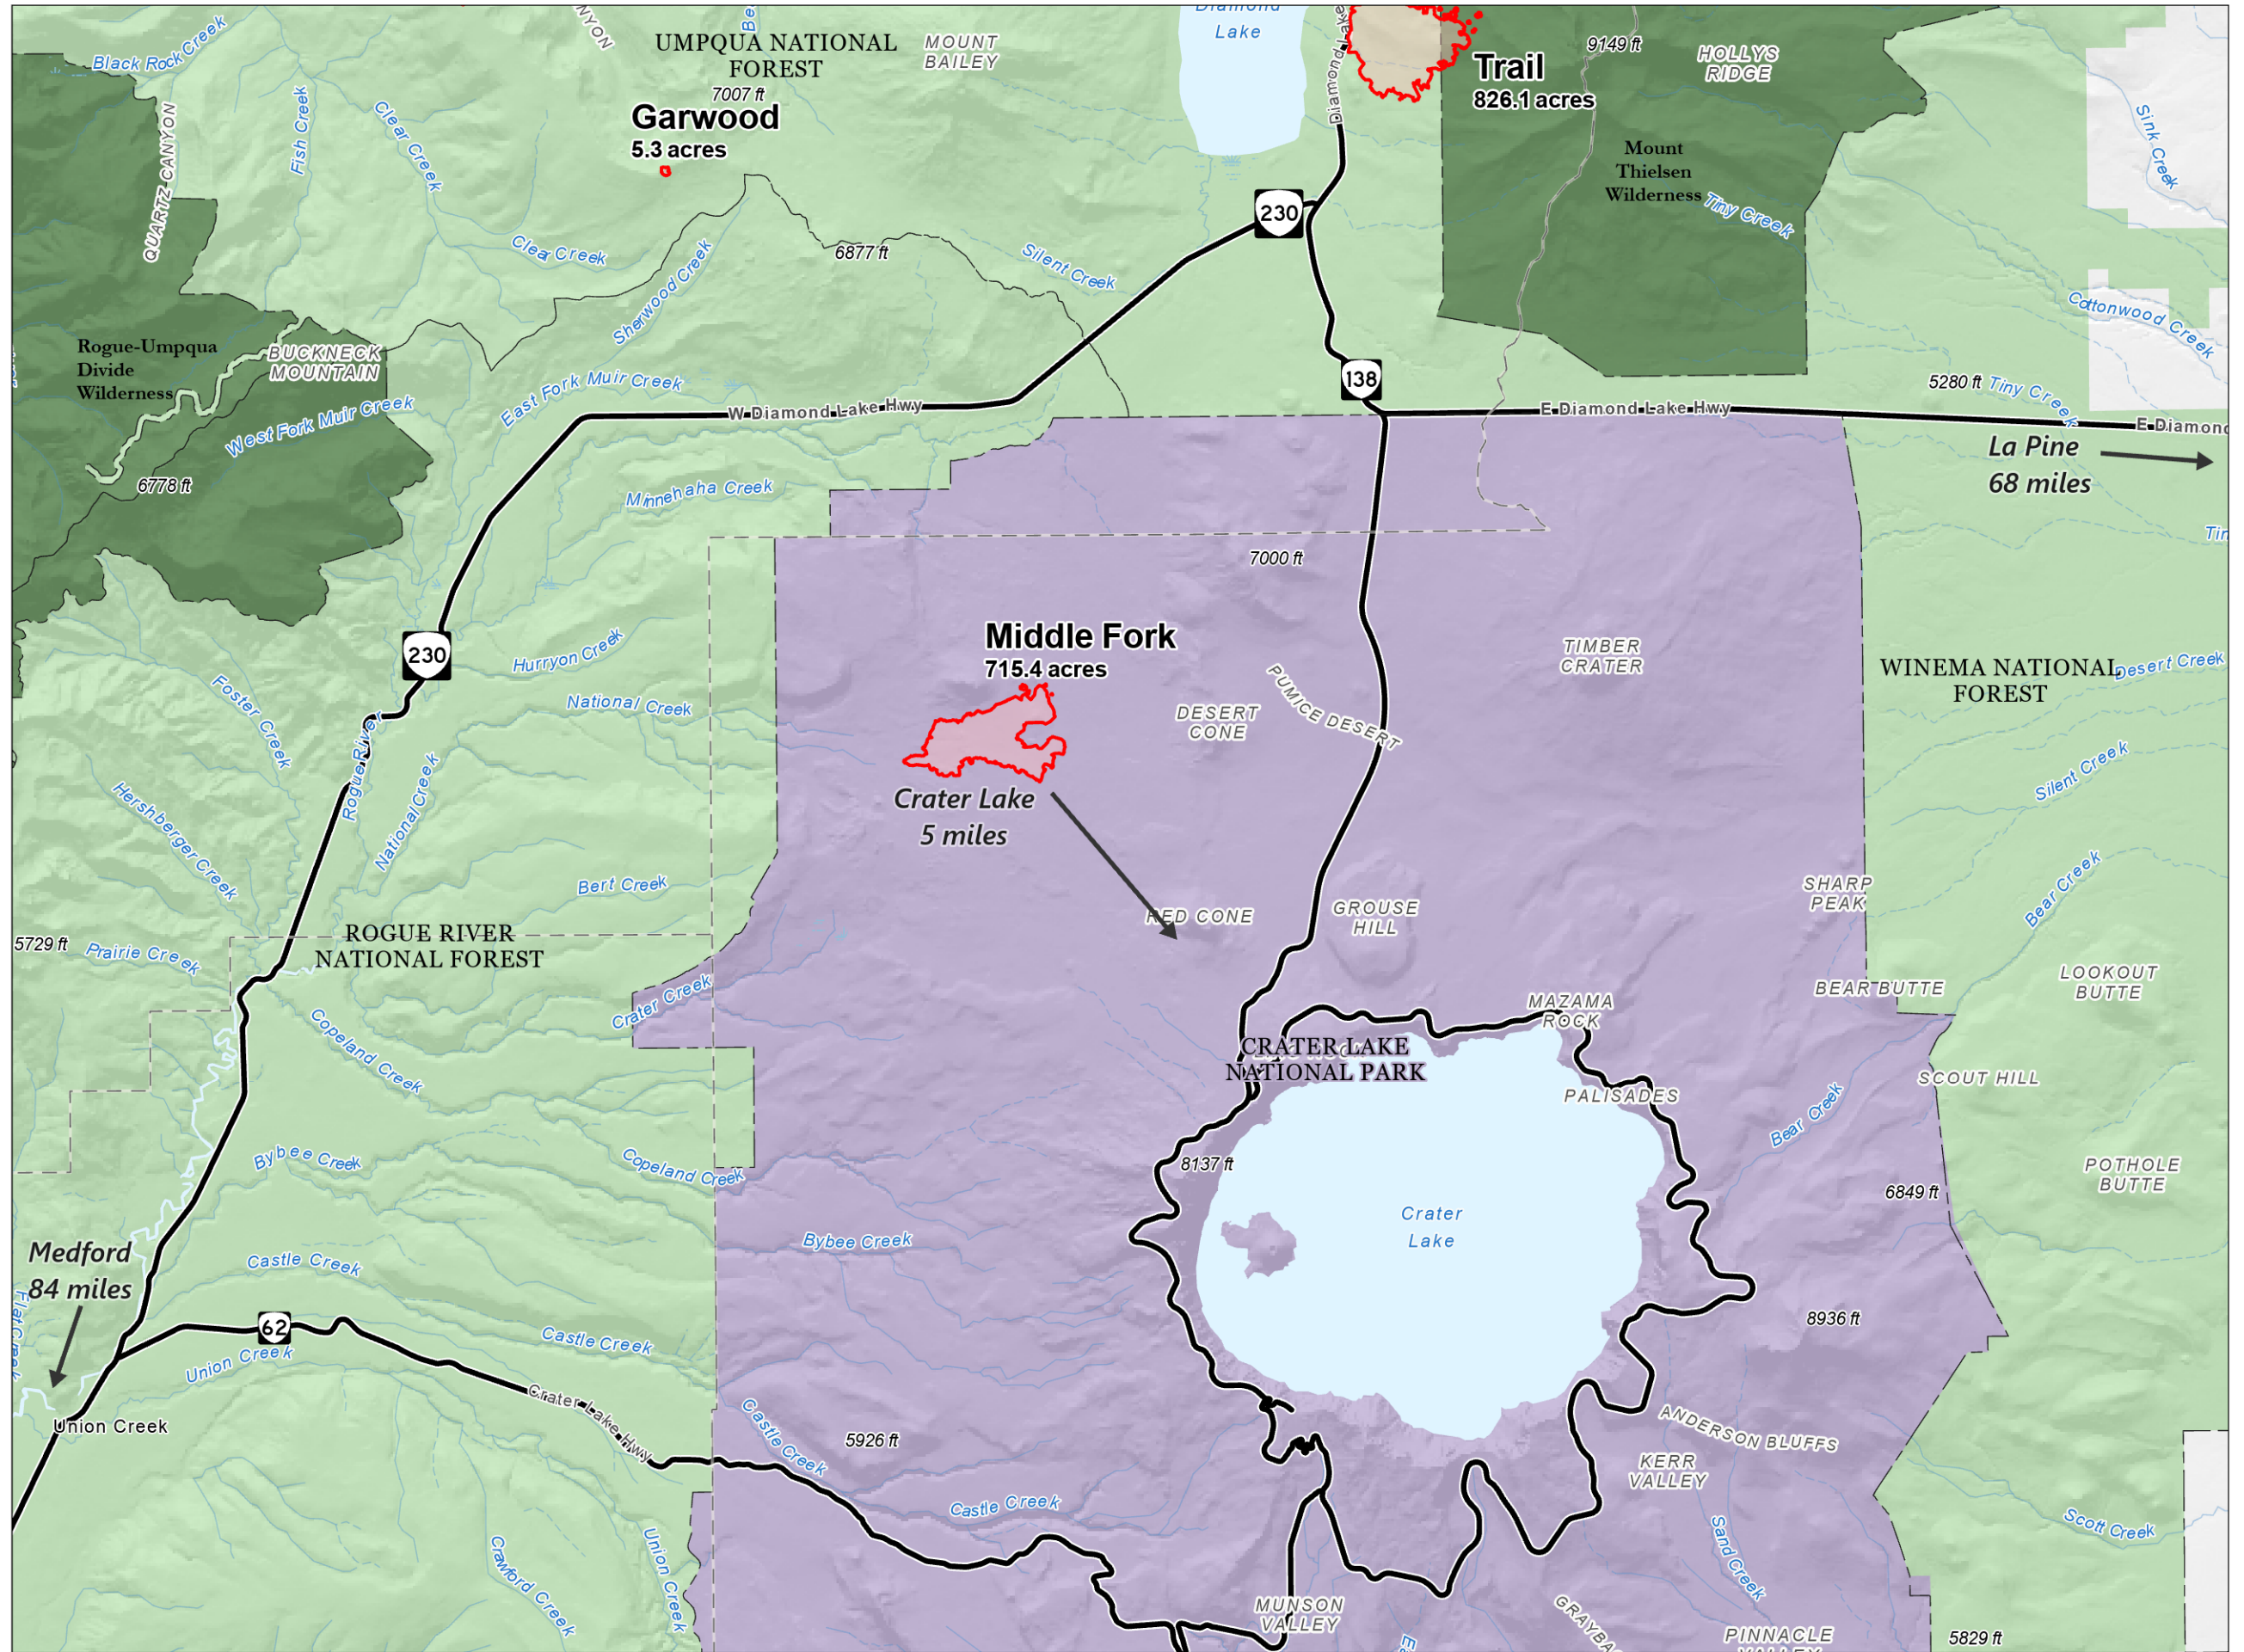 Diamond
Lake
Black Rock Creek
NYON
UMPQUA NATIONAL
FOREST
7007 ft
MOUNT
BAILEY
Diamond Lake
Trail
826.1 acres
9149 ft
HOLLYS
RIDGE
Sink Creek
QUARTZ CANYON
Fish Creek
Clear Creek
Garwood
5.3 acres
Mount
Thielsen
Wilderness
Tiny Creek
230
Clear Creek
Sherwood Creek
6877 ft
Silent Creek
Cottonwood Creek
Rogue-Umpqua
Divide
Wilderness
BUCKNECK
MOUNTAIN
West Fork Muir Creek
East Fork Muir Creek
W Diamond Lake Hwy
138
E Diamond Lake Hwy
5280 ft
Tiny Creek
E Diamond
La Pine
68 miles
6778 ft
Minnehaha Creek
Tin
7000 ft
230
Hurryon Creek
Middle Fork
715.4 acres
TIMBER
CRATER
WINEMA NATIONAL
FOREST
Desert Creek
Foster Creek
National Creek
DESERT
CONE
PUMICE DESERT
Rogue River
National Creek
Silent Creek
Hershberger Creek
Crater Lake
5 miles
Bert Creek
RED CONE
GROUSE
HILL
SHARP
PEAK
Bear Creek
5729 ft
Prairie Creek
ROGUE RIVER
NATIONAL FOREST
Crater Creek
MAZAMA
ROCK
BEAR BUTTE
LOOKOUT
BUTTE
Copeland Creek
CRATER LAKE
NATIONAL PARK
PALISADES
SCOUT HILL
Bear Creek
Bybee Creek
Copeland Creek
8137 ft
6849 ft
POTHOLE
BUTTE
Crater
Lake
Bybee Creek
Medford
84 miles
Castle Creek
Flat Creek
62
Castle Creek
8936 ft
Union Creek
Crater Lake Hwy
Union Creek
Castle Creek
5926 ft
ANDERSON BLUFFS
KERR
VALLEY
Castle Creek
Sand Creek
Scott Creek
Crawford Creek
Union Creek
MUNSON
VALLEY
GRAYBA
PINNACLE
VALLEY
5829 ft